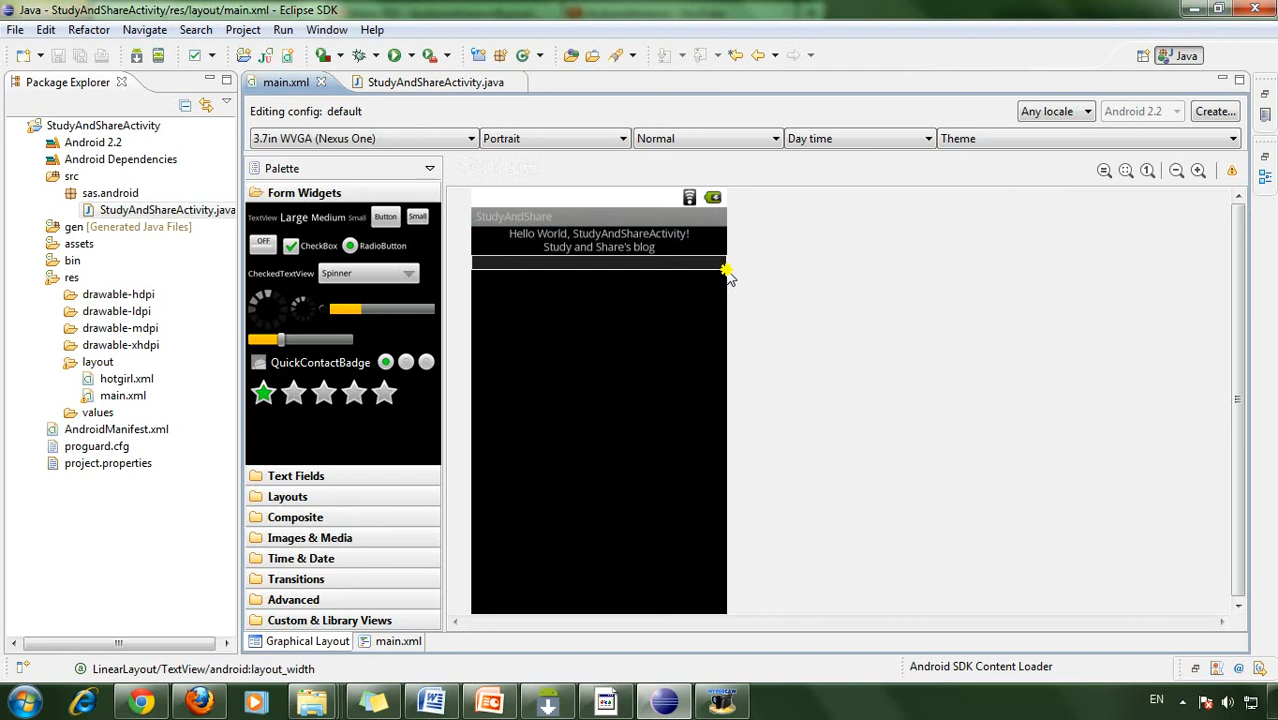 Java - StudyAndShareActivity/res/layout/main.xml - Eclipse SDK
File Edit Refactor Navigate Search Project Run Window Help
Java
Package Explorer
main.xml
StudyAndShareActivity.java
Editing config: default
Any locale
Android 2.2
Create...
3.7in WVGA (Nexus One)
Portrait
Normal
Day time
Theme
StudyAndShareActivity
Android 2.2
Android Dependencies
src
sas.android
StudyAndShareActivity.java
gen [Generated Java Files]
assets
bin
res
drawable-hdpi
drawable-ldpi
drawable-mdpi
drawable-xhdpi
layout
hotgirl.xml
main.xml
values
AndroidManifest.xml
proguard.cfg
project.properties
Palette
Form Widgets
TextView Large Medium Small Button Small
OFF CheckBox RadioButton
CheckedTextView Spinner
QuickContactBadge
Text Fields
Layouts
Composite
Images & Media
Time & Date
Transitions
Advanced
Custom & Library Views
StudyAndShare
Hello World, StudyAndShareActivity!
Study and Share's blog
Graphical Layout
main.xml
LinearLayout/TextView/android:layout_width
Android SDK Content Loader
HYPERCAM
EN
7:16 PM